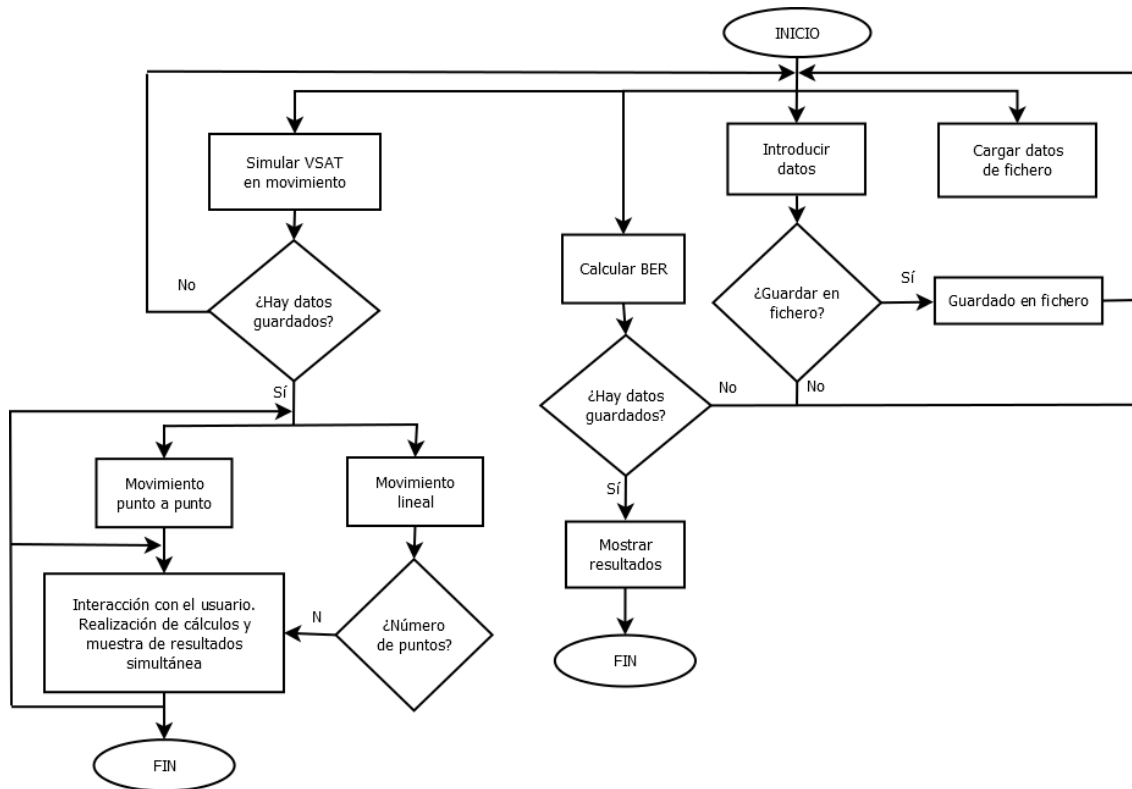 INICIO
Simular VSAT
en movimiento
Introducir
datos
Cargar datos
de fichero
Calcular BER
No
¿Hay datos
guardados?
Sí
¿Guardar en
fichero?
Sí
Guardado en fichero
No
¿Hay datos
guardados?
No
Sí
Movimiento
punto a punto
Movimiento
lineal
Mostrar
resultados
Interacción con el usuario.
Realización de cálculos y
muestra de resultados
simultánea
N
¿Número
de puntos?
FIN
FIN